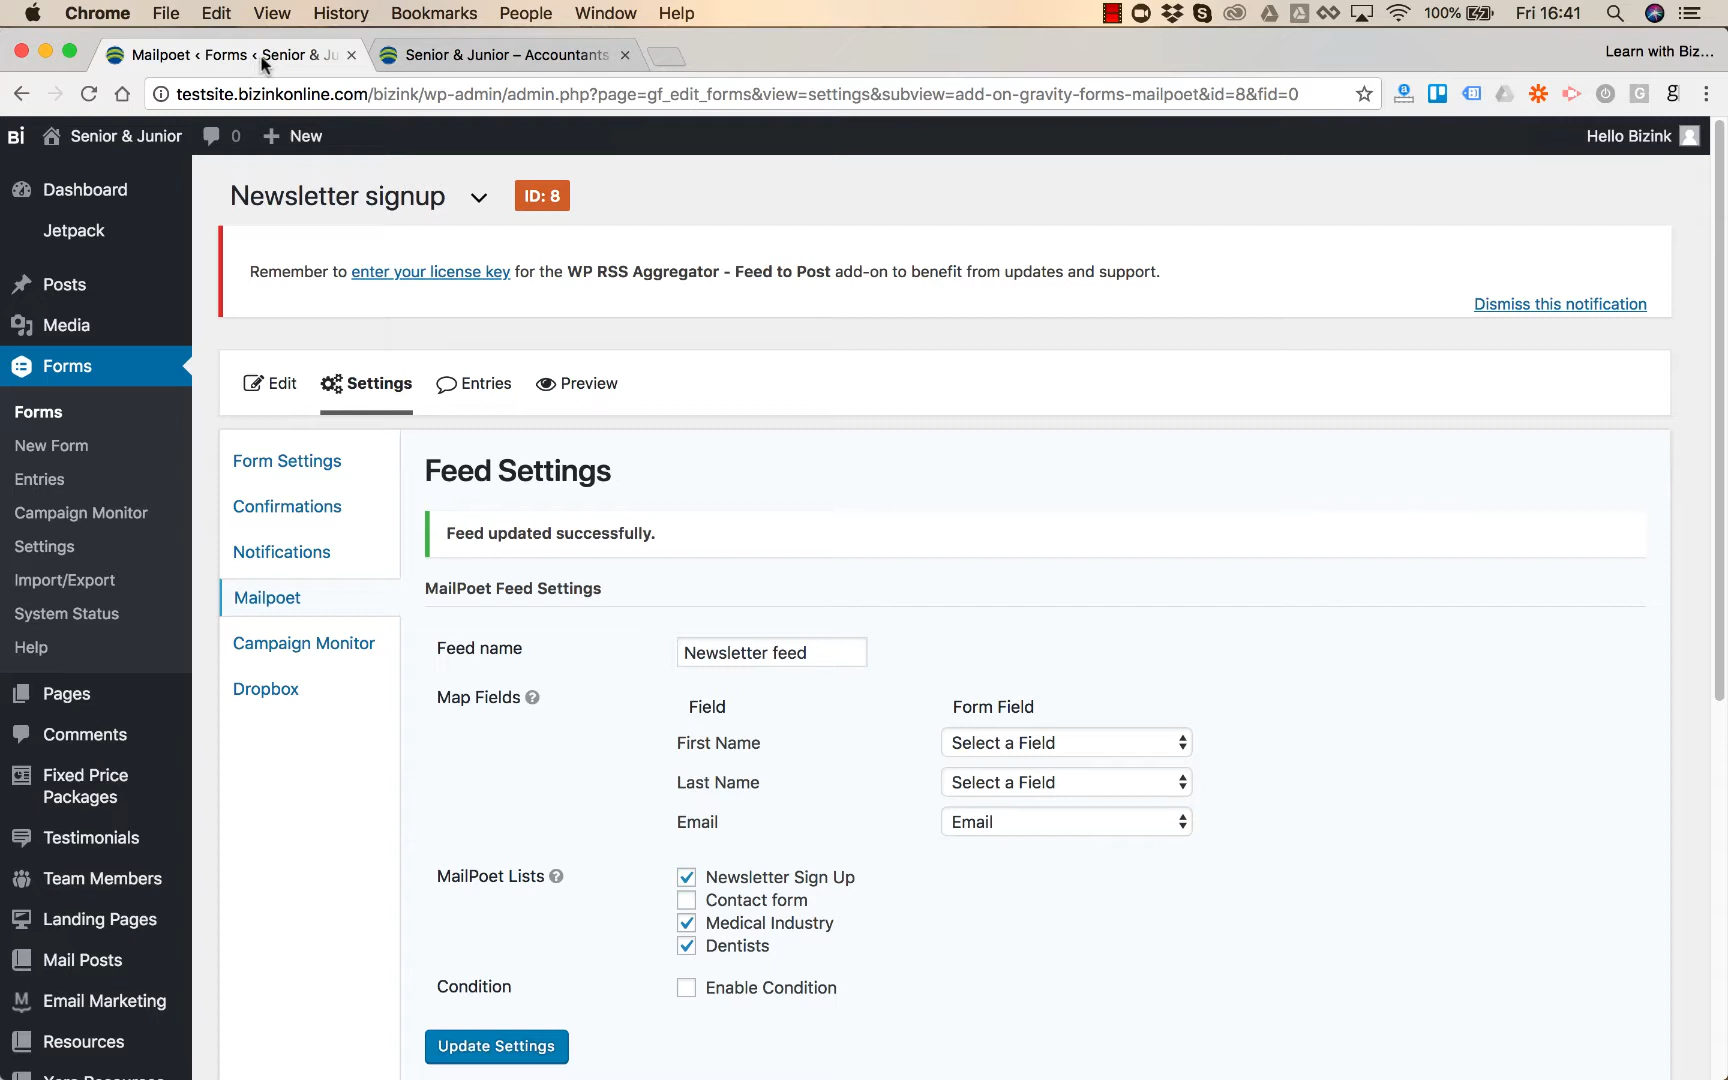 Chrome File Edit View History Bookmarks People Window Help 100% Fri 16:41
Mailpoet ‹ Forms ‹ Senior & Ju
Senior & Junior – Accountants
Learn with Biz...
testsite.bizinkonline.com/bizink/wp-admin/admin.php?page=gf_edit_forms&view=settings&subview=add-on-gravity-forms-mailpoet&id=8&fid=0
Bi Senior & Junior 0 New Hello Bizink
Dashboard
Jetpack
Posts
Media
Forms
Forms
New Form
Entries
Campaign Monitor
Settings
Import/Export
System Status
Help
Pages
Comments
Fixed Price
Packages
Testimonials
Team Members
Landing Pages
Mail Posts
Email Marketing
Resources
Newsletter signup ID: 8
Remember to enter your license key for the WP RSS Aggregator - Feed to Post add-on to benefit from updates and support.
Dismiss this notification
Edit Settings Entries Preview
Form Settings
Confirmations
Notifications
Mailpoet
Campaign Monitor
Dropbox
Feed Settings
Feed updated successfully.
MailPoet Feed Settings
Feed name Newsletter feed
Map Fields ? Field Form Field
First Name Select a Field
Last Name Select a Field
Email Email
MailPoet Lists ? Newsletter Sign Up
Contact form
Medical Industry
Dentists
Condition Enable Condition
Update Settings